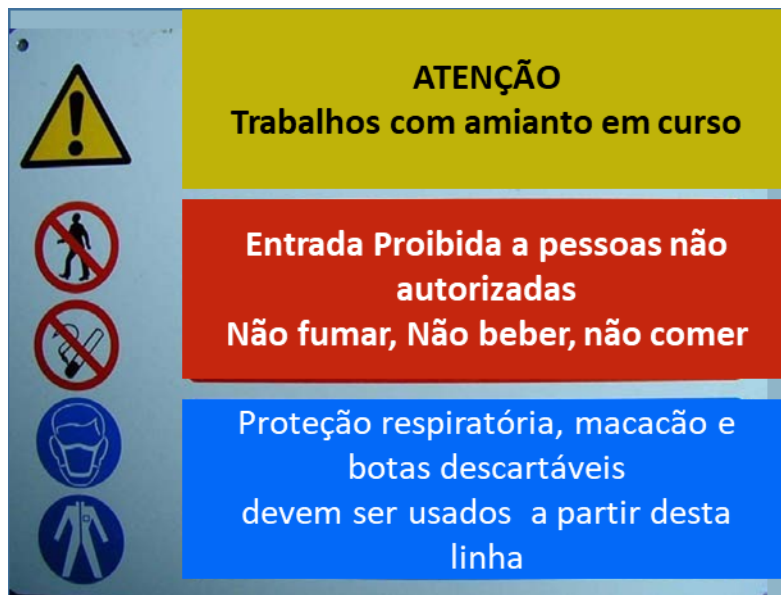 ATENÇÃO
Trabalhos com amianto em curso
Entrada Proibida a pessoas não
autorizadas
Não fumar, Não beber, não comer
Proteção respiratória, macacão e
botas descartáveis
devem ser usados  a partir desta
linha